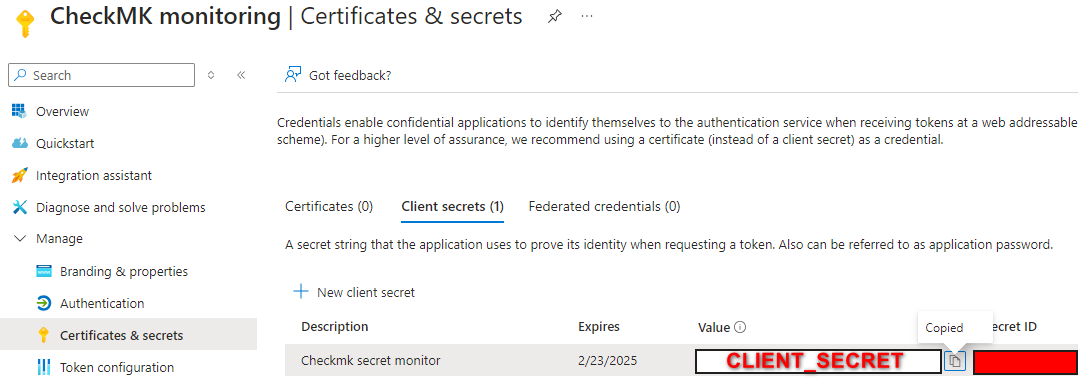 CheckMK monitoring | Certificates & secrets
Search
Got feedback?
Overview
Quickstart
Integration assistant
Diagnose and solve problems
Manage
Branding & properties
Authentication
Certificates & secrets
Token configuration
Credentials enable confidential applications to identify themselves to the authentication service when receiving tokens at a web addressable
scheme). For a higher level of assurance, we recommend using a certificate (instead of a client secret) as a credential.
Certificates (0) Client secrets (1) Federated credentials (0)
A secret string that the application uses to prove its identity when requesting a token. Also can be referred to as application password.
New client secret
Copied
Description Expires Value ecret ID
Checkmk secret monitor 2/23/2025 CLIENT_SECRET